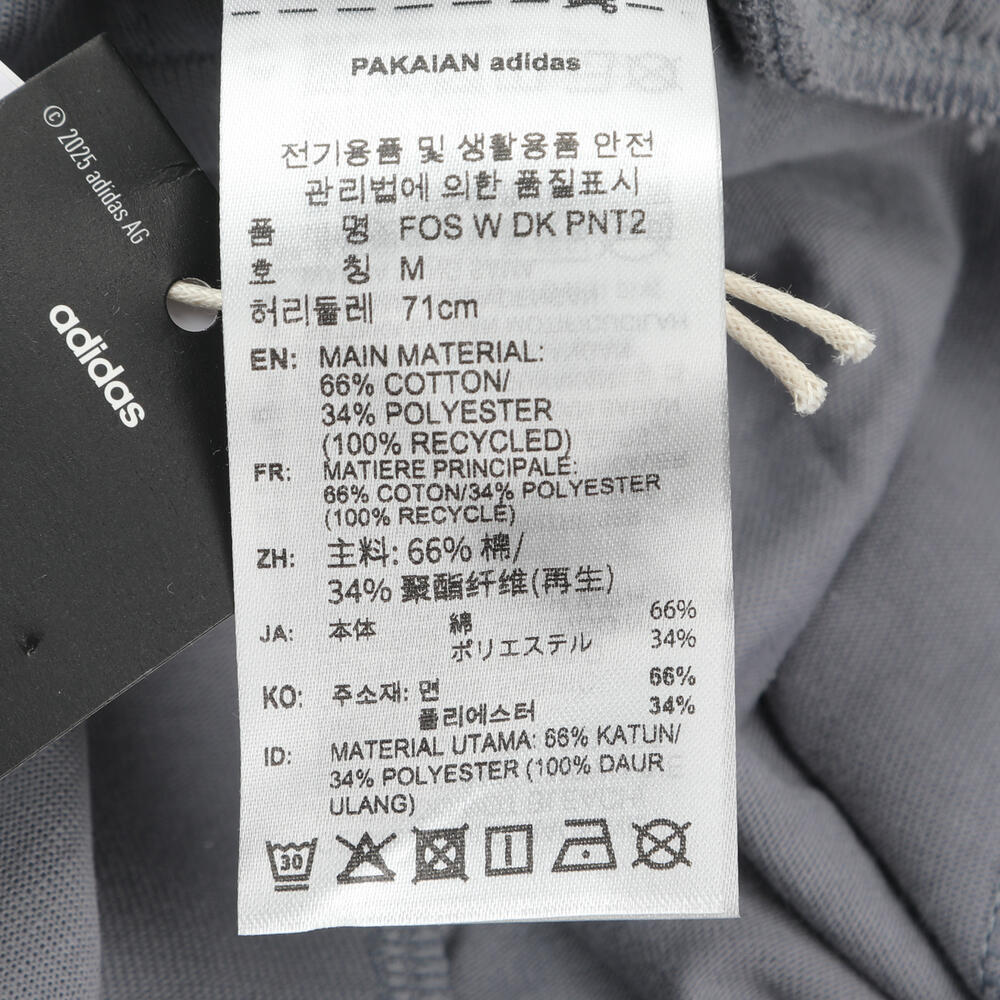 PAKAIAN adidas
전기용품 및 생활용품 안전
관리법에 의한 품질표시
품 명 FOS W DK PNT2
호 칭 M
허리둘레 71cm
EN: MAIN MATERIAL:
66% COTTON/
34% POLYESTER
(100% RECYCLED)
FR: MATIERE PRINCIPALE:
66% COTON/34% POLYESTER
(100% RECYCLÉ)
ZH: 主料: 66% 棉/
34% 聚酯纤维(再生)
JA: 本体 綿 66%
ポリエステル 34%
KO: 주소재: 면 66%
폴리에스터 34%
ID: MATERIAL UTAMA: 66% KATUN/
34% POLYESTER (100% DAUR
ULANG)
30
© 2025 adidas AG
adidas